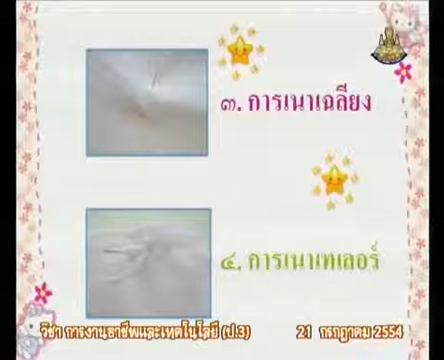 ๓. การเนาเฉลียง
๔. การเนาเทเลอร์
วิชา การงานอาชีพและเทคโนโลยี (ป.3) 21 กรกฎาคม 2554